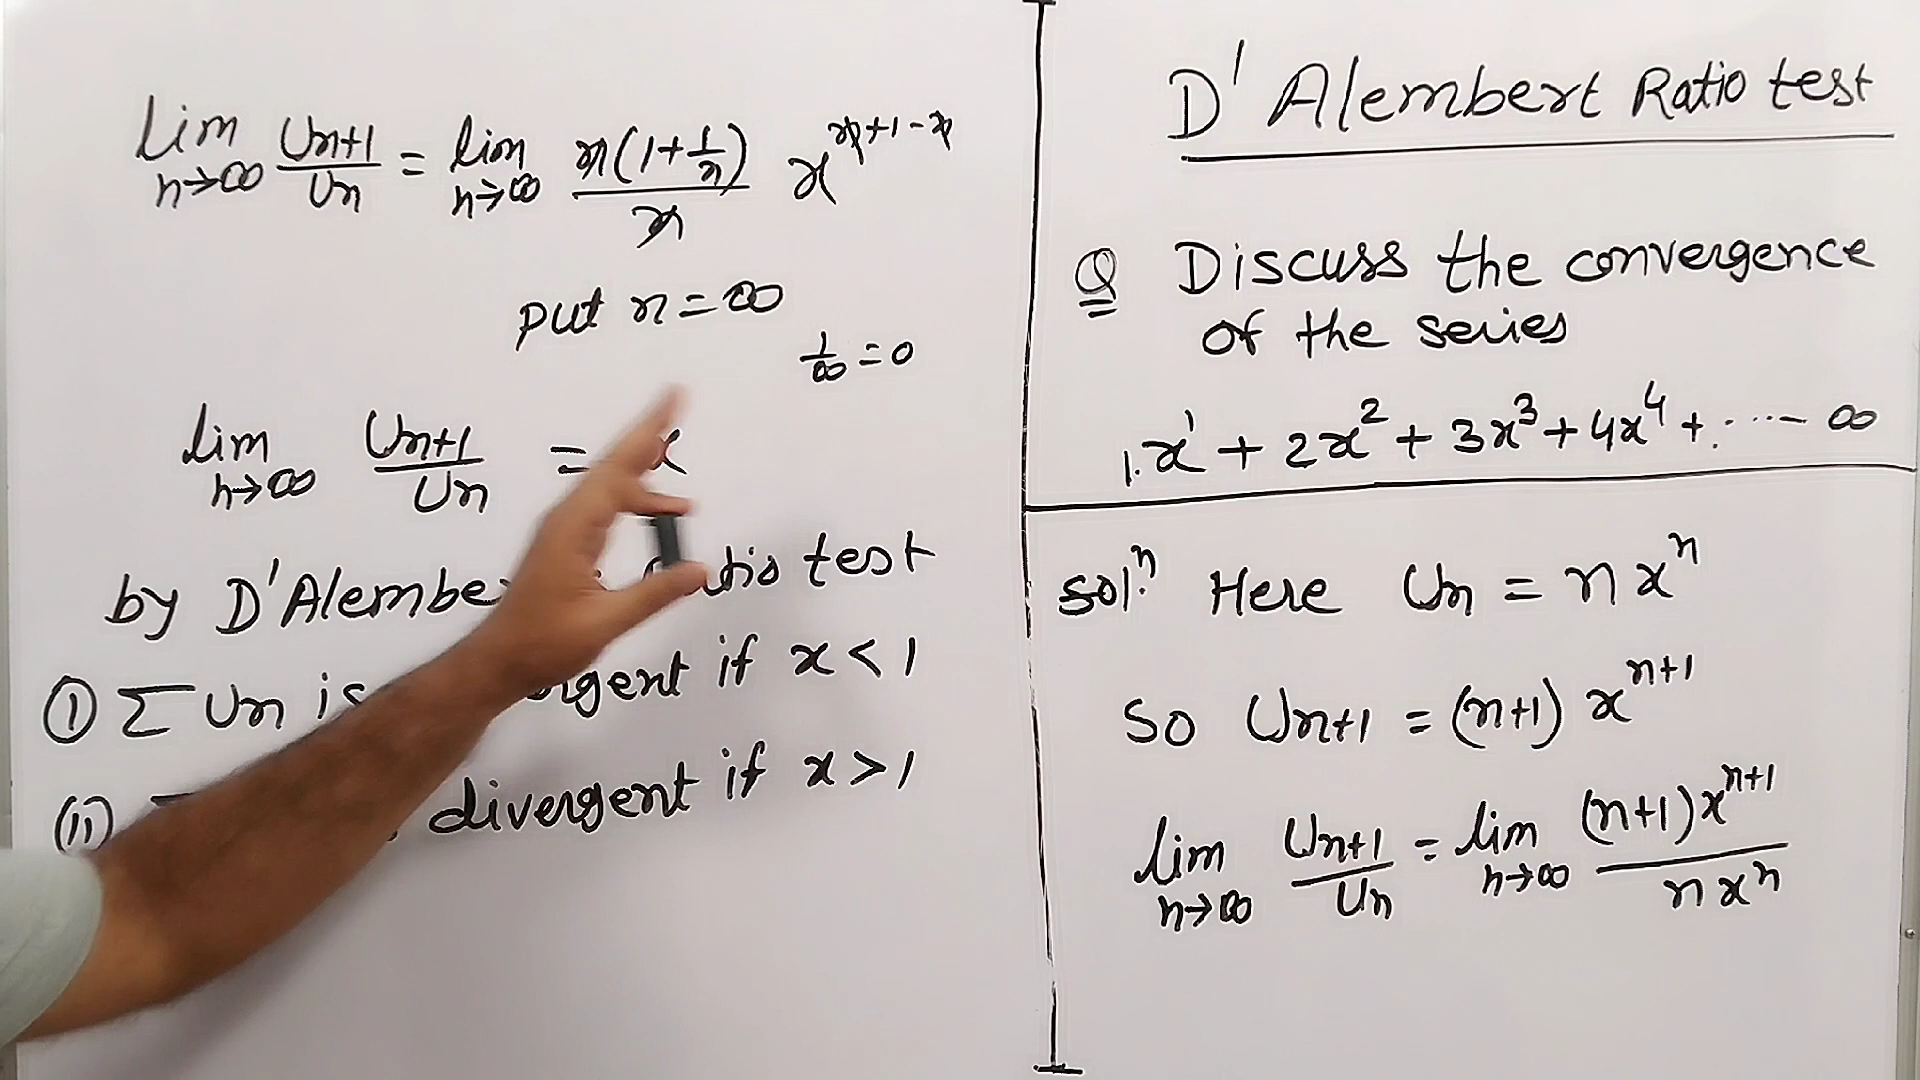 D' Alembert Ratio test
Q Discuss the convergence
of the series
1.x¹ + 2x² + 3x³ + 4x⁴ + ..... ∞
solⁿ. Here Un = n xⁿ
So Un+1 = (n+1) xⁿ⁺¹
lim n→∞ Un+1/Un = lim n→∞ (n+1)xⁿ⁺¹/n xⁿ
lim n→∞ Un+1/Un = lim n→∞ n(1+1/n)/n x^(n+1-n)
put n = ∞
1/∞ = 0
lim n→∞ Un+1/Un = x
by D'Alembe test
(i) Σ Un is if x < 1
(ii) divergent if x > 1